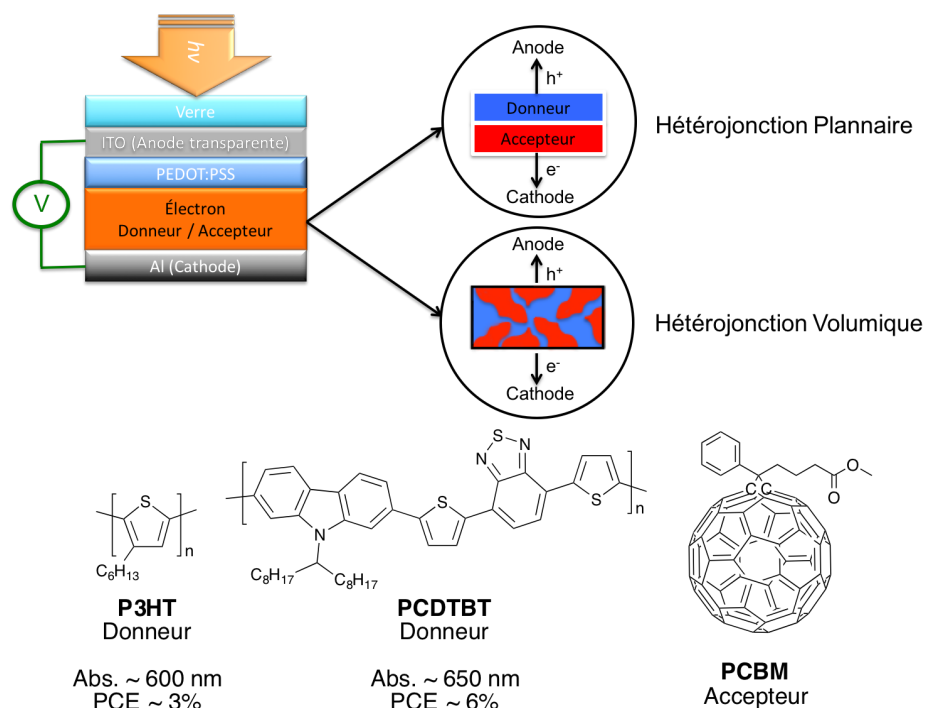 hν
Verre
ITO (Anode transparente)
PEDOT:PSS
Électron
Donneur / Accepteur
Al (Cathode)
V
Anode
h+
Donneur
Accepteur
e-
Cathode
Hétérojonction Plannaire
Anode
h+
e-
Cathode
Hétérojonction Volumique
S
n
C6H13
P3HT
Donneur
Abs. ~ 600 nm
PCE ~ 3%
N
C8H17
C8H17
S
N
S
N
S
n
PCDTBT
Donneur
Abs. ~ 650 nm
PCE ~ 6%
O
O
C C
PCBM
Accepteur